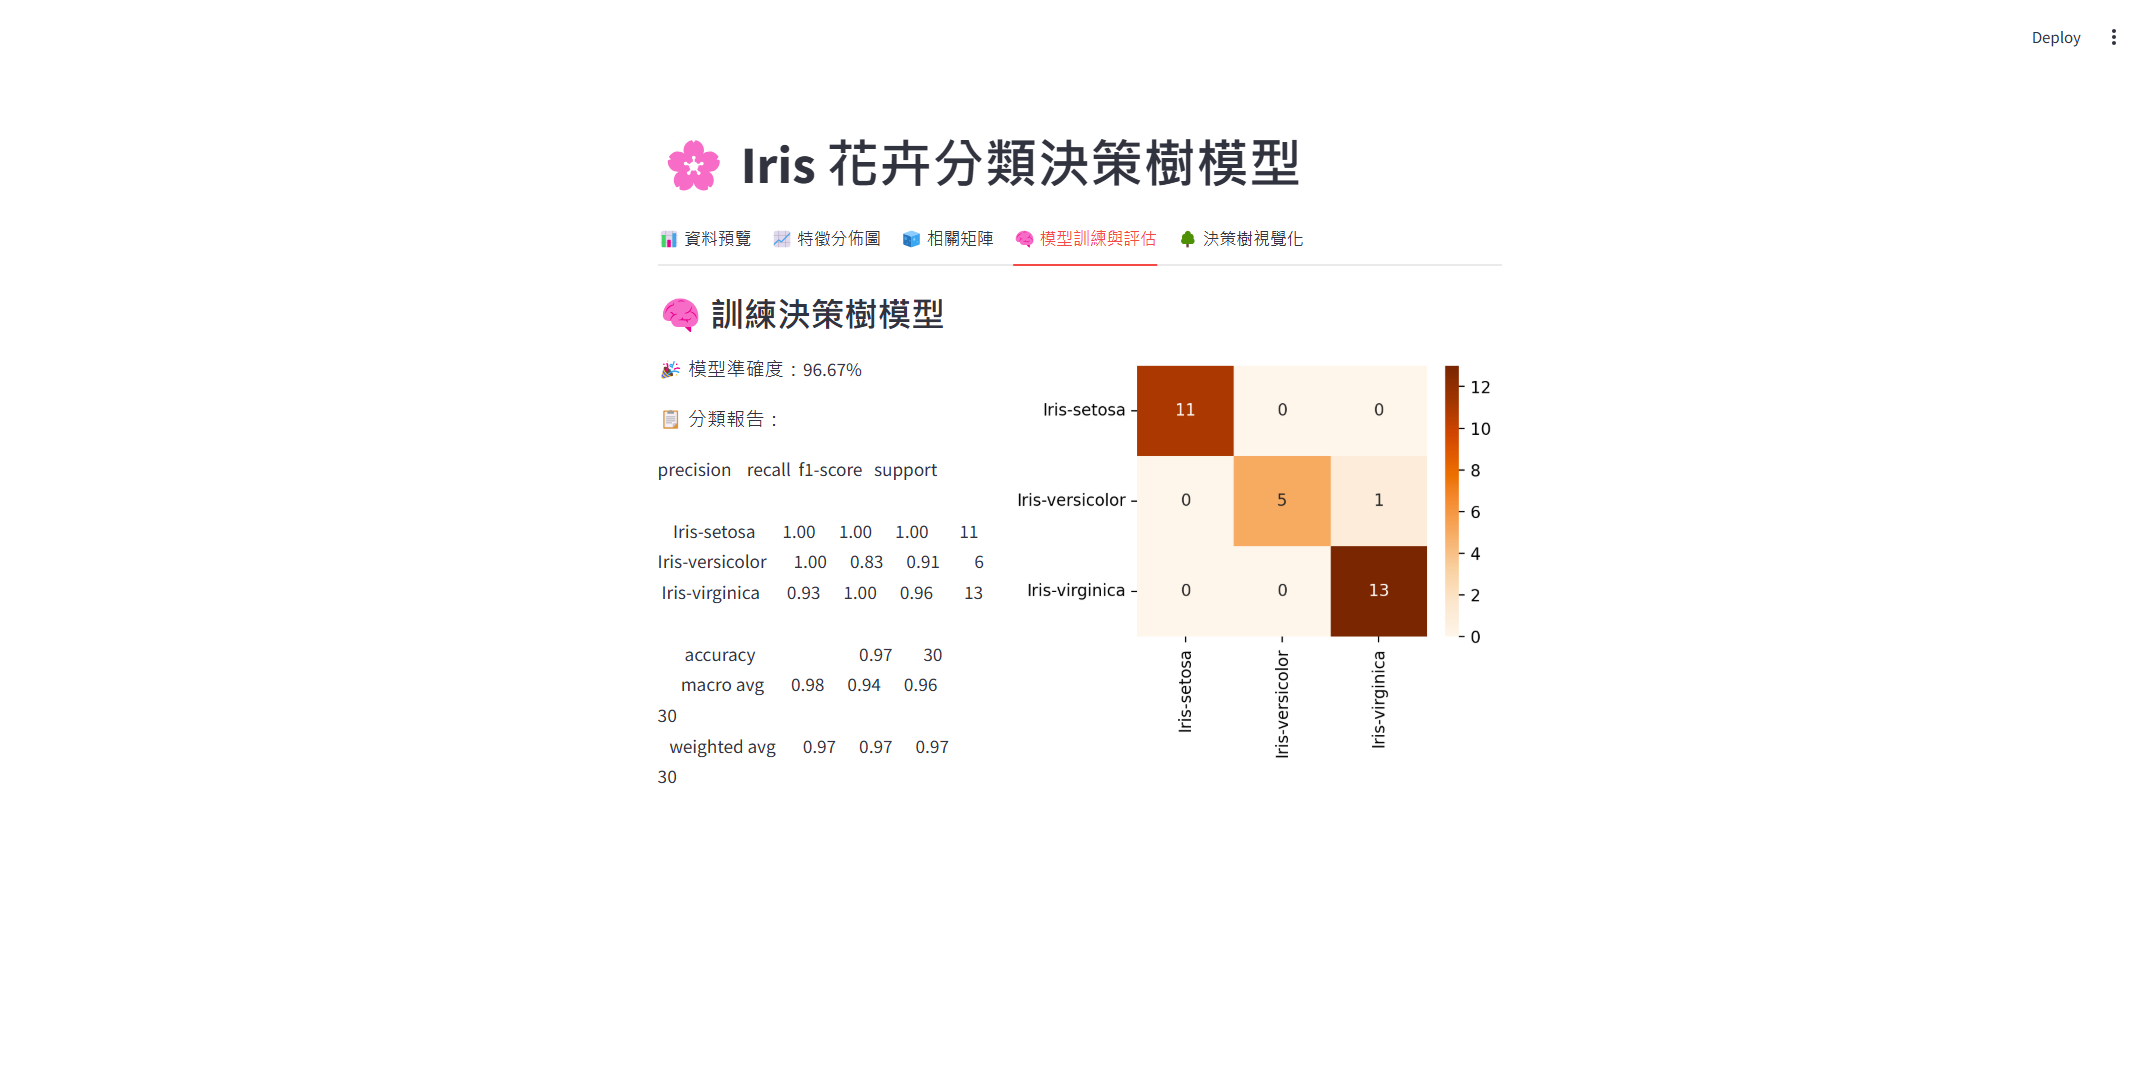 Deploy
Iris 花卉分類決策樹模型
資料預覽 特徵分佈圖 相關矩陣 模型訓練與評估 決策樹視覺化
訓練決策樹模型
模型準確度：96.67%
分類報告：
precision recall f1-score support
Iris-setosa 1.00 1.00 1.00 11
Iris-versicolor 1.00 0.83 0.91 6
Iris-virginica 0.93 1.00 0.96 13
accuracy 0.97 30
macro avg 0.98 0.94 0.96
30
weighted avg 0.97 0.97 0.97
30
Iris-setosa 11 0 0
Iris-versicolor 0 5 1
Iris-virginica 0 0 13
Iris-setosa
Iris-versicolor
Iris-virginica
12
10
8
6
4
2
0